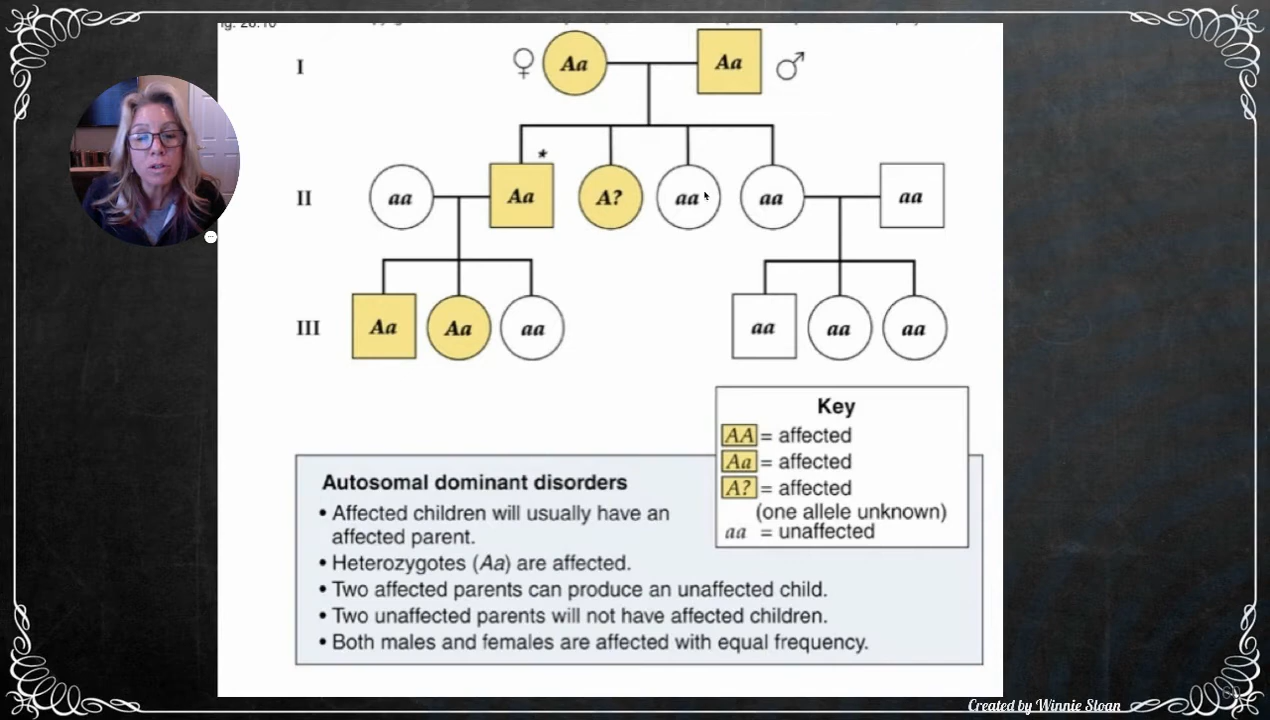 I
Aa
Aa
*
II
aa
Aa
A?
aa
aa
aa
III
Aa
Aa
aa
aa
aa
aa
Key
AA = affected
Aa = affected
A? = affected
(one allele unknown)
aa = unaffected
Autosomal dominant disorders
• Affected children will usually have an
affected parent.
• Heterozygotes (Aa) are affected.
• Two affected parents can produce an unaffected child.
• Two unaffected parents will not have affected children.
• Both males and females are affected with equal frequency.
Created by Winnie Sloan